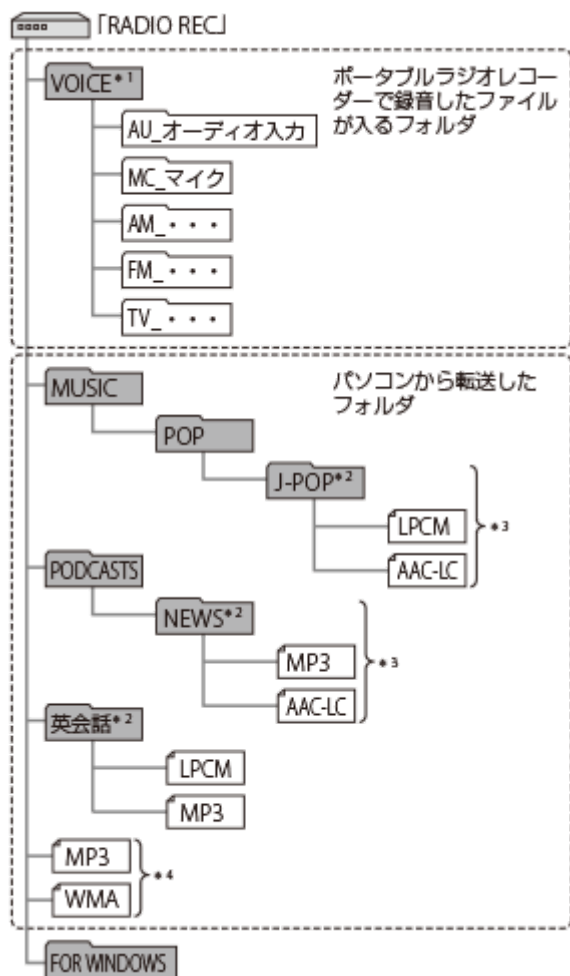 「RADIO REC」
VOICE*1
ポータブルラジオレコー
ダーで録音したファイル
が入るフォルダ
AU_オーディオ入力
MC_マイク
AM_・・・
FM_・・・
TV_・・・
MUSIC
パソコンから転送した
フォルダ
POP
J-POP*2
LPCM
*3
AAC-LC
PODCASTS
NEWS*2
MP3
*3
AAC-LC
英会話*2
LPCM
MP3
MP3
*4
WMA
FOR WINDOWS